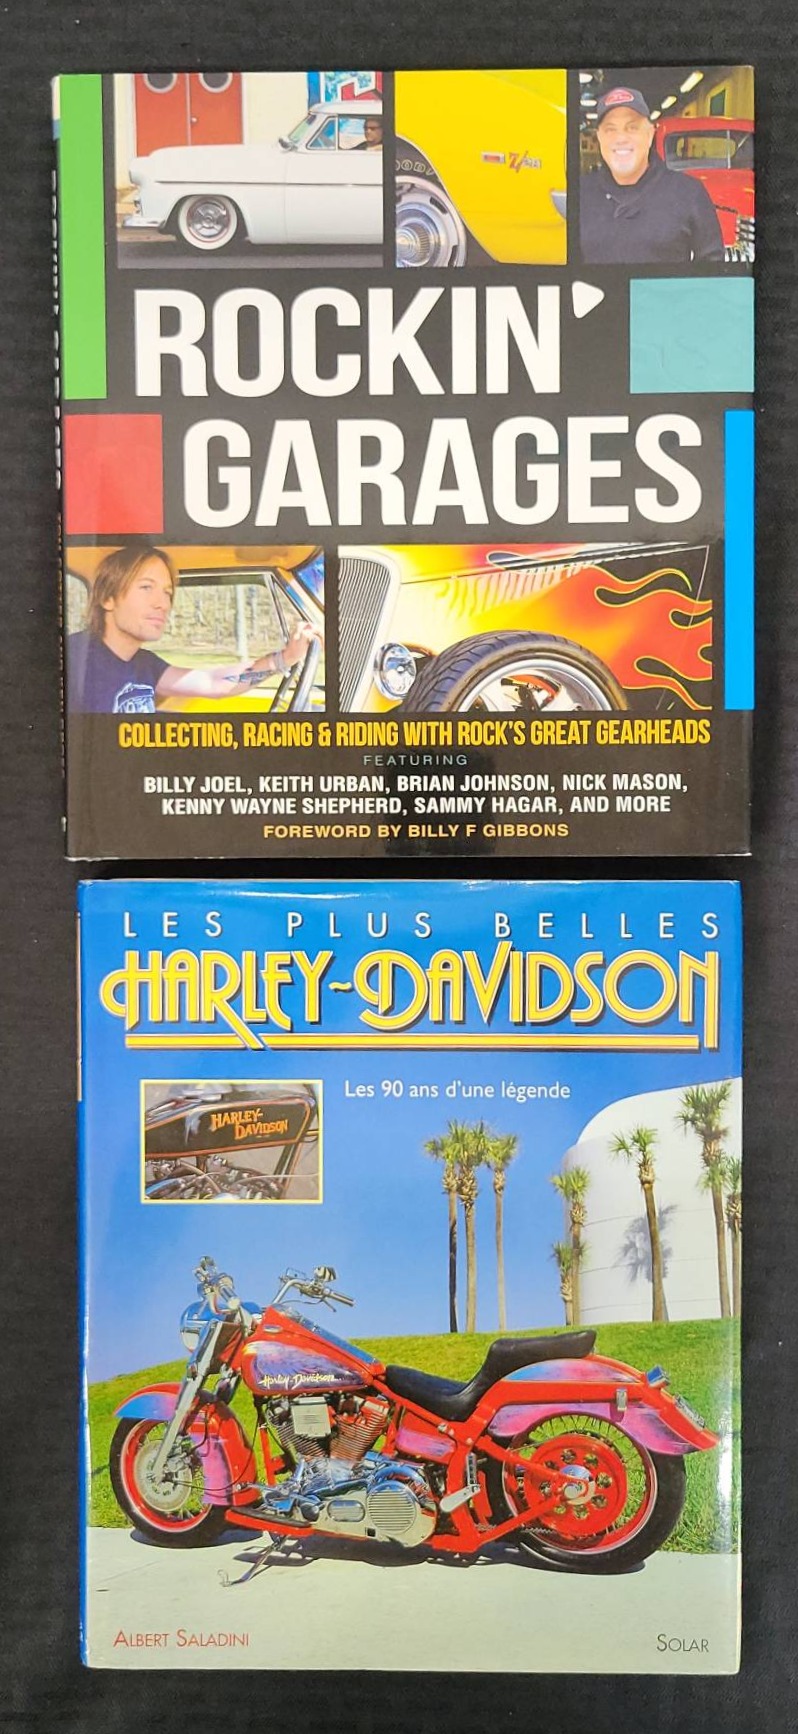 Z/28
ROCKIN'
GARAGES
COLLECTING, RACING & RIDING WITH ROCK'S GREAT GEARHEADS
FEATURING
BILLY JOEL, KEITH URBAN, BRIAN JOHNSON, NICK MASON,
KENNY WAYNE SHEPHERD, SAMMY HAGAR, AND MORE
FOREWORD BY BILLY F GIBBONS
LES PLUS BELLES
HARLEY-DAVIDSON
Les 90 ans d'une légende
HARLEY-
DAVIDSON
Harley-Davidson
ALBERT SALADINI
SOLAR